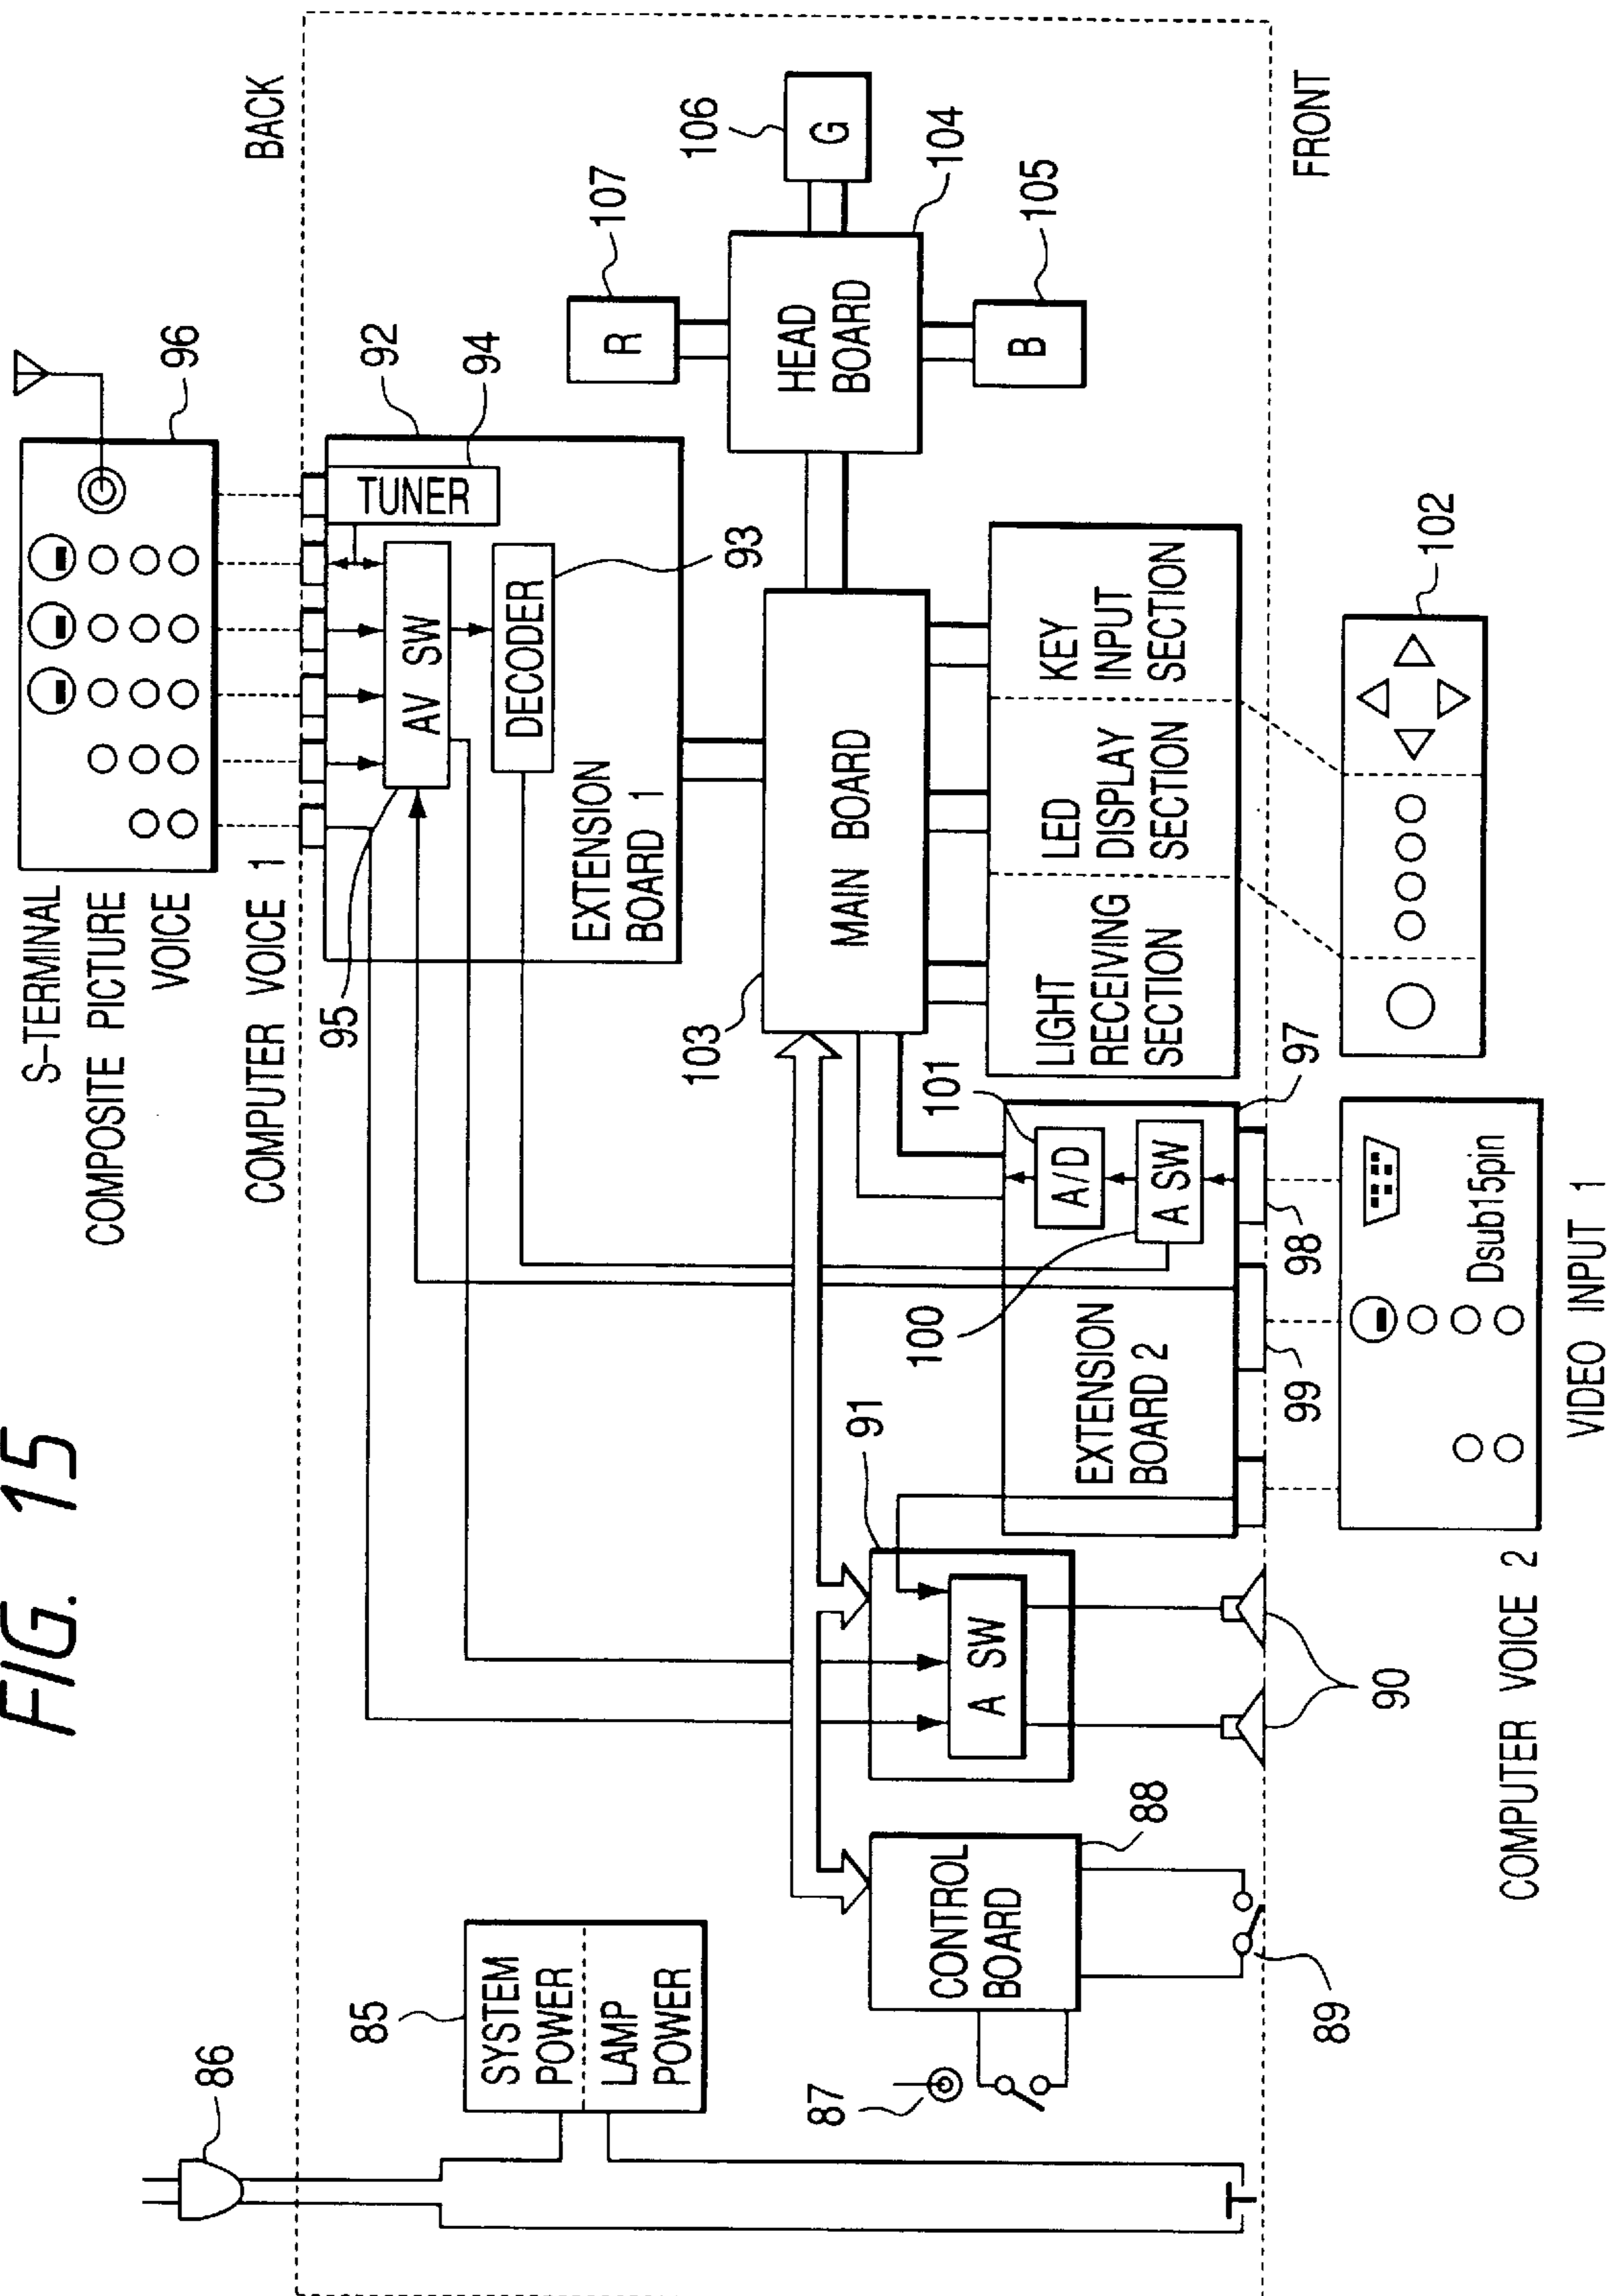 FIG. 15
86
85
SYSTEM
POWER
LAMP
POWER
87
CONTROL
BOARD
88
89
91
A SW
90
S-TERMINAL
COMPOSITE PICTURE
VOICE
COMPUTER VOICE 1
96
BACK
TUNER
92
94
AV SW
95
DECODER
93
EXTENSION
BOARD 1
103
MAIN BOARD
HEAD
BOARD
104
R
107
G
106
B
105
LIGHT
RECEIVING
SECTION
LED
DISPLAY
SECTION
KEY
INPUT
SECTION
102
FRONT
101
A/D
A SW
97
100
EXTENSION
BOARD 2
98
99
Dsub15pin
VIDEO INPUT 1
COMPUTER VOICE 2